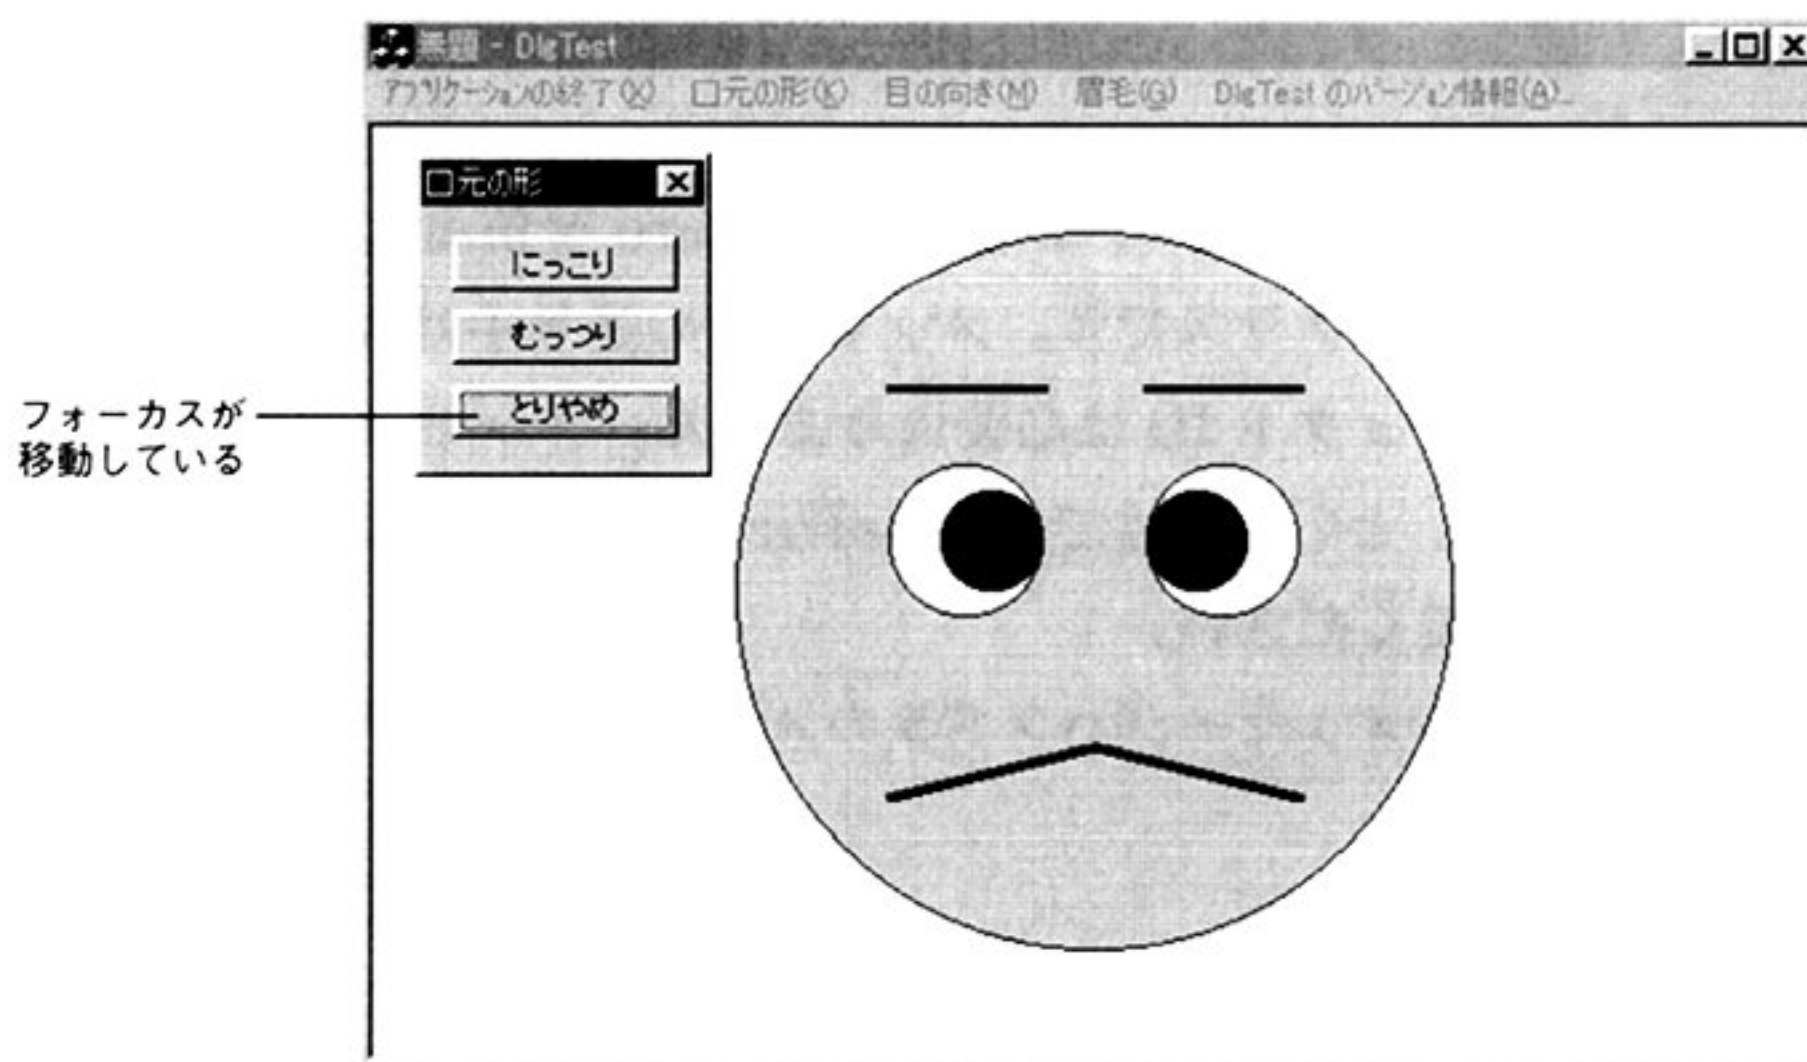 無題 - DlgTest
アプリケーションの終了(X) 口元の形(K) 目の向き(M) 眉毛(G) DlgTest のバージョン情報(A)...
口元の形
にっこり
むっつり
とりやめ
フォーカスが
移動している